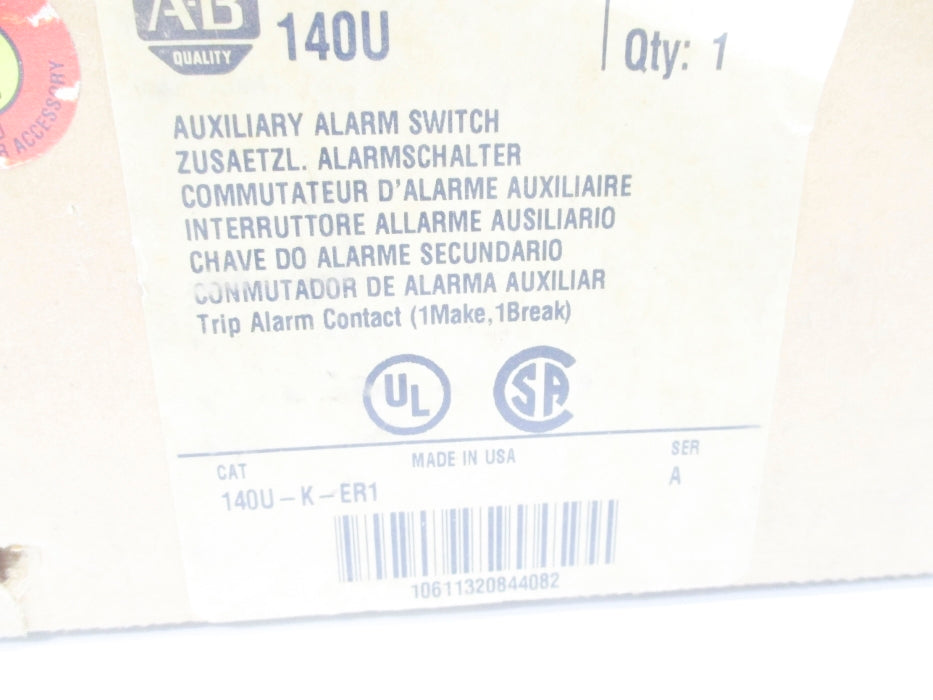 A-B
QUALITY
140U
Qty: 1
ACCESSORY
AUXILIARY ALARM SWITCH
ZUSAETZL. ALARMSCHALTER
COMMUTATEUR D'ALARME AUXILIAIRE
INTERRUTTORE ALLARME AUSILIARIO
CHAVE DO ALARME SECUNDARIO
CONMUTADOR DE ALARMA AUXILIAR
Trip Alarm Contact (1Make,1Break)
UL
SA
CAT
MADE IN USA
SER
140U-K-ER1
A
10611320844082